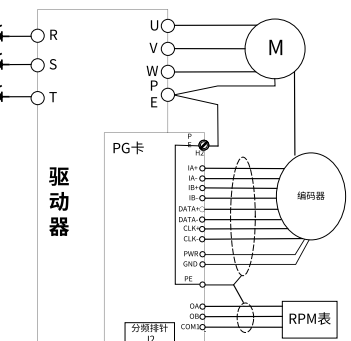 R
S
T
U
V
W
P
E
M
PG卡
P
E
H2
驱
动
器
IA+
IA-
IB+
IB-
DATA+
DATA-
CLK+
CLK-
PWR
GND
PE
编码器
OA
OB
COM1
RPM表
分频排针
J2